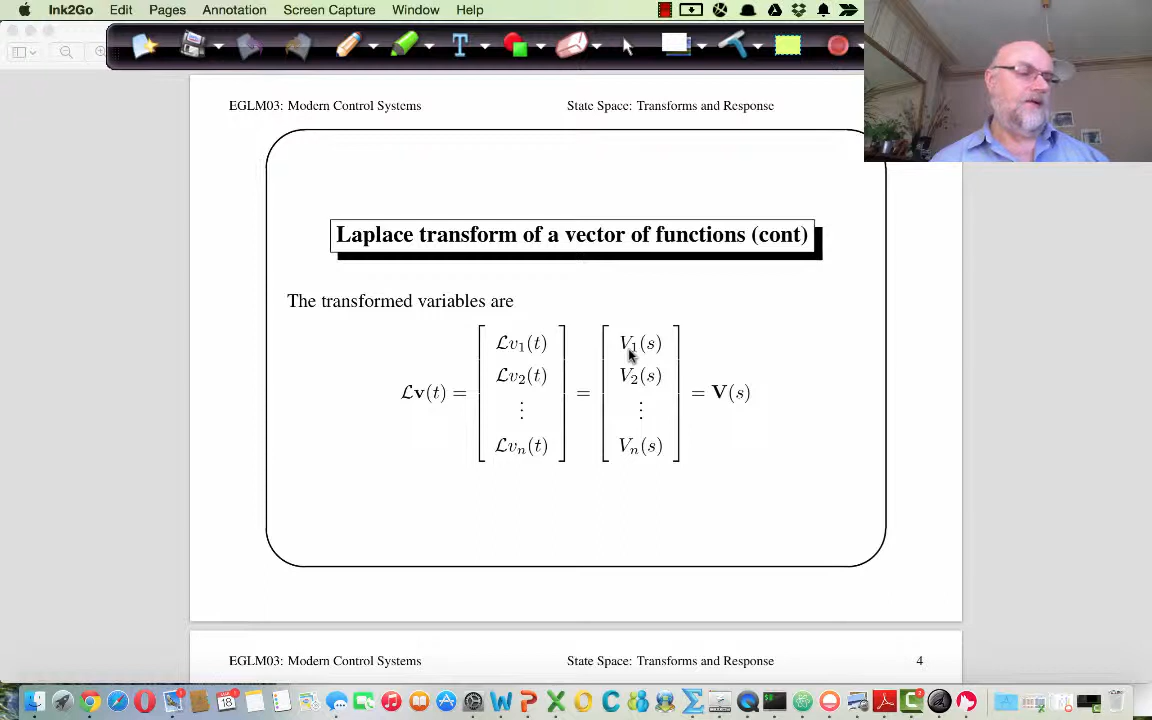 Ink2Go Edit Pages Annotation Screen Capture Window Help
EGLM03: Modern Control Systems State Space: Transforms and Response
Laplace transform of a vector of functions (cont)
The transformed variables are
ℒv(t) = [ ℒv₁(t) ℒv₂(t) ⋮ ℒvₙ(t) ] = [ V₁(s) V₂(s) ⋮ Vₙ(s) ] = V(s)
EGLM03: Modern Control Systems State Space: Transforms and Response 4